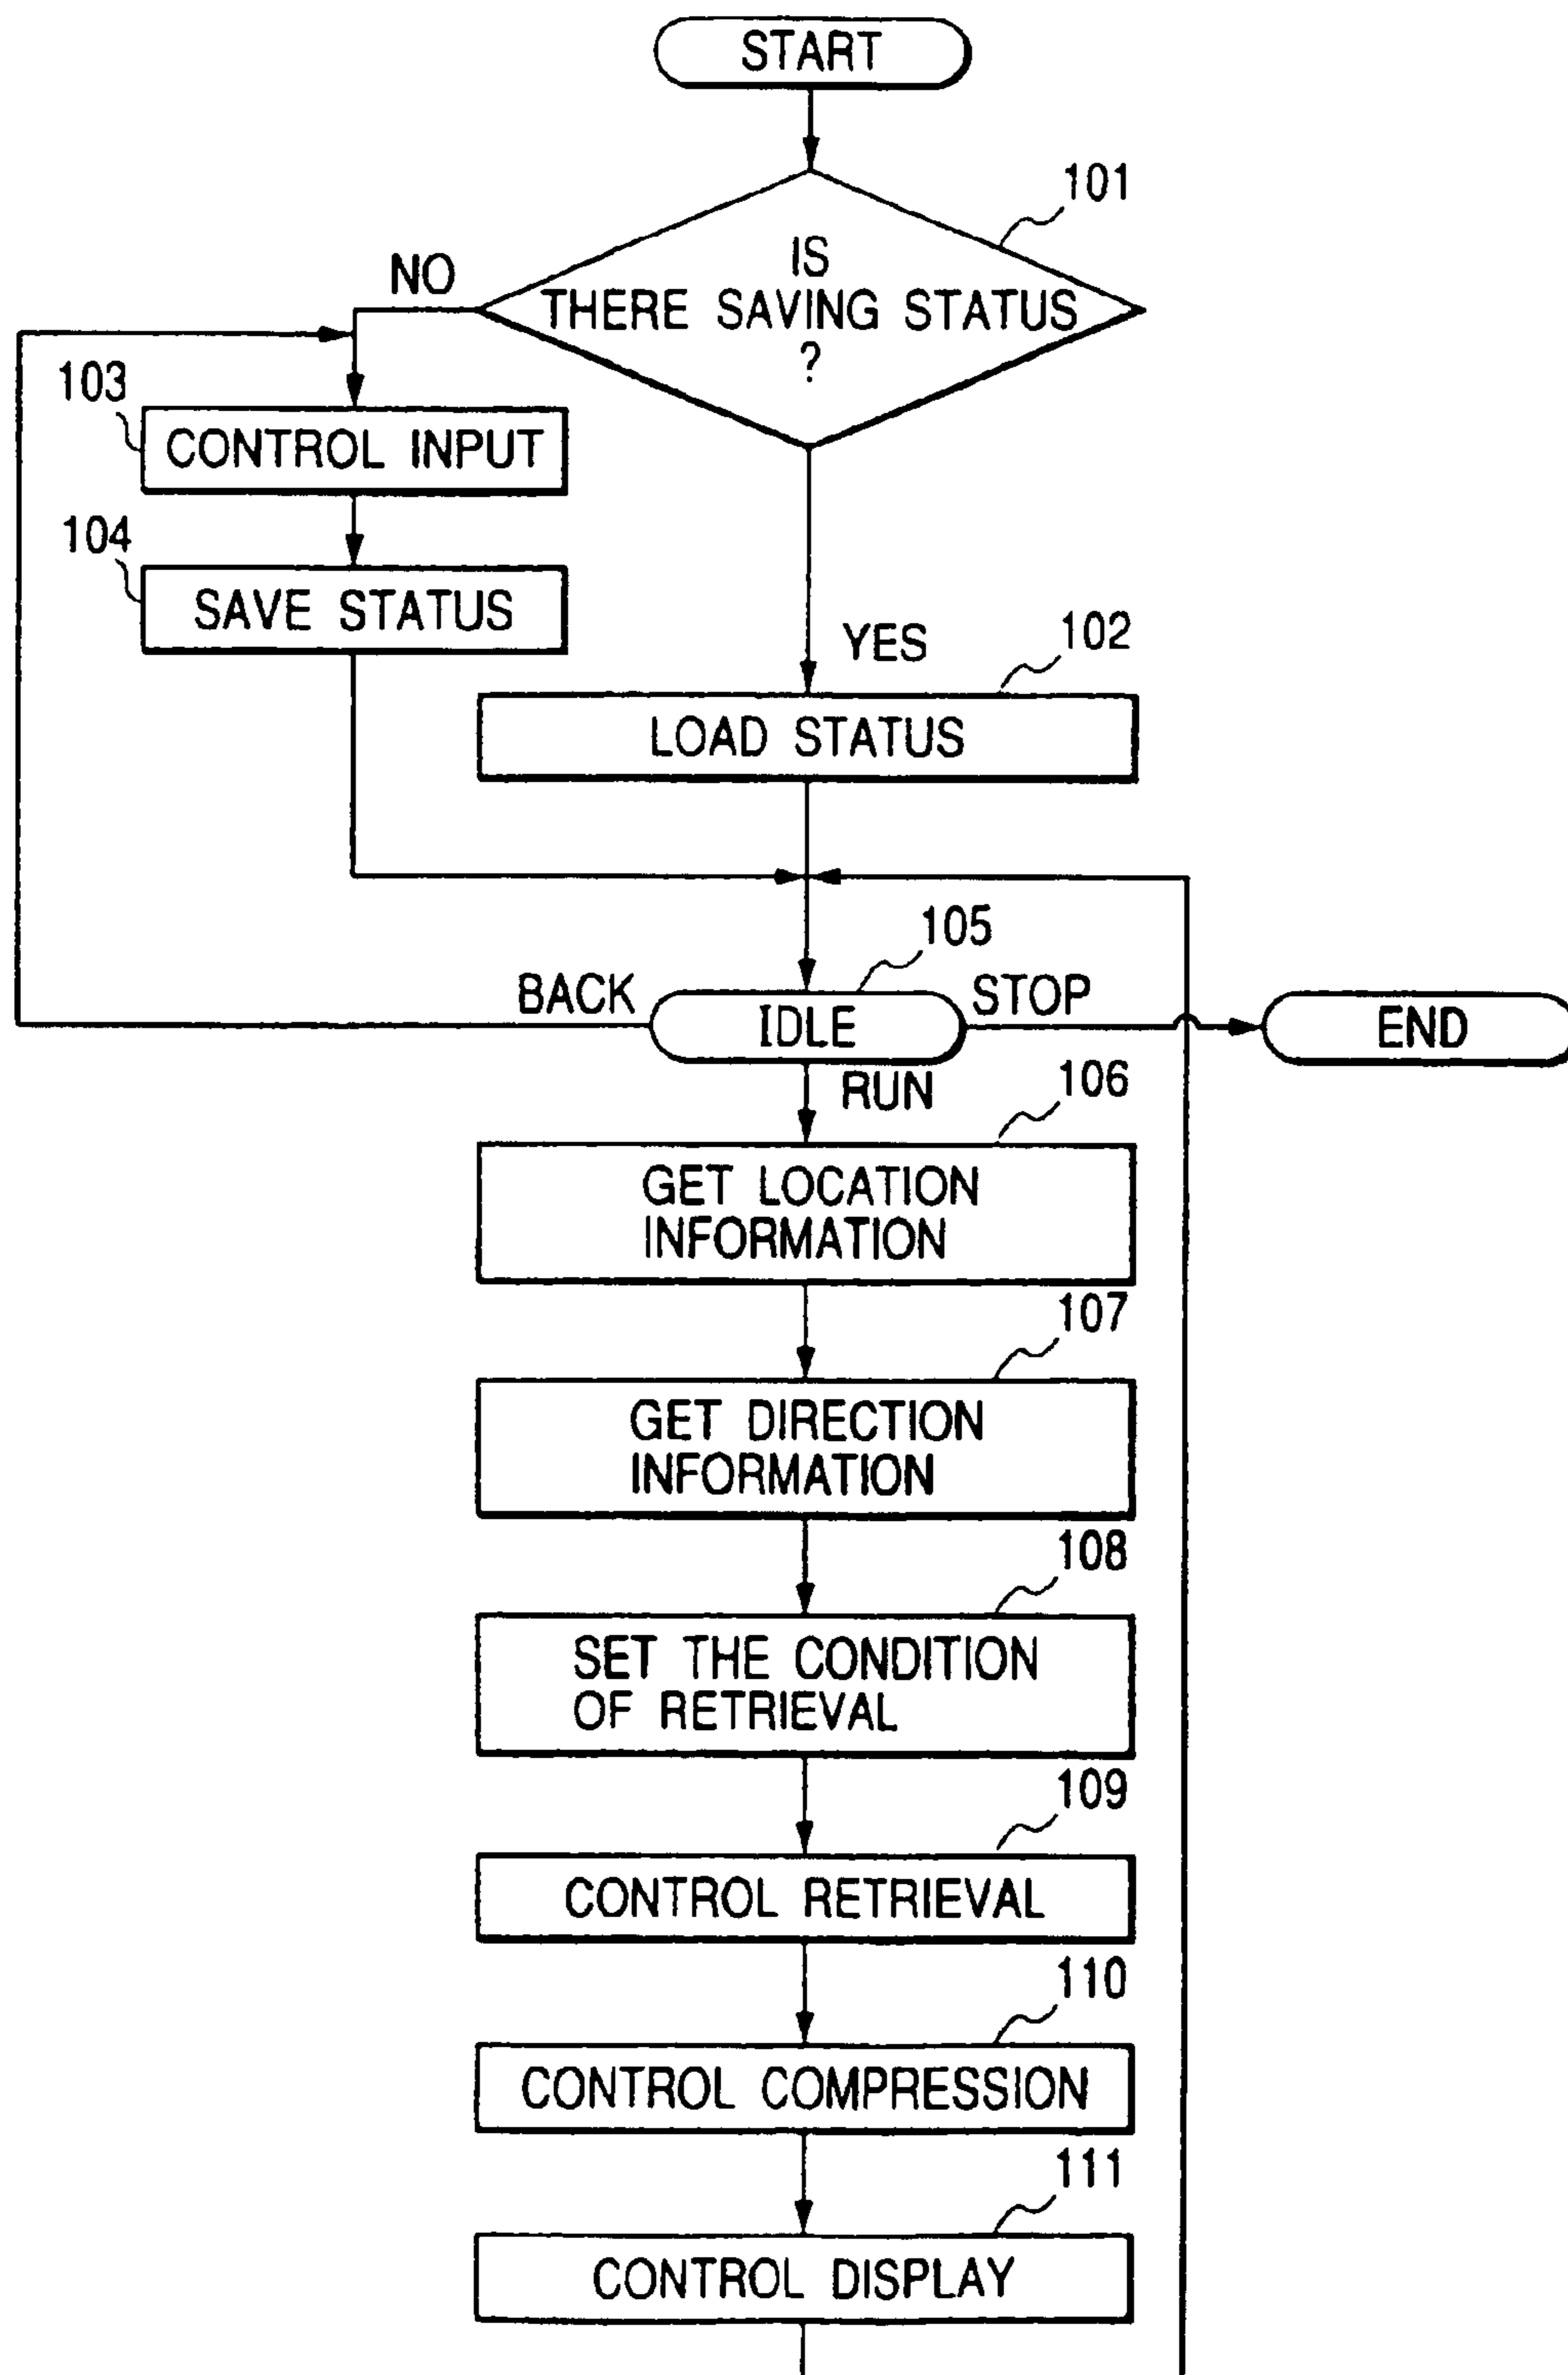 START
101
IS
THERE SAVING STATUS
?
NO
103
CONTROL INPUT
104
SAVE STATUS
YES
102
LOAD STATUS
105
BACK
IDLE
STOP
END
RUN
106
GET LOCATION
INFORMATION
107
GET DIRECTION
INFORMATION
108
SET THE CONDITION
OF RETRIEVAL
109
CONTROL RETRIEVAL
110
CONTROL COMPRESSION
111
CONTROL DISPLAY